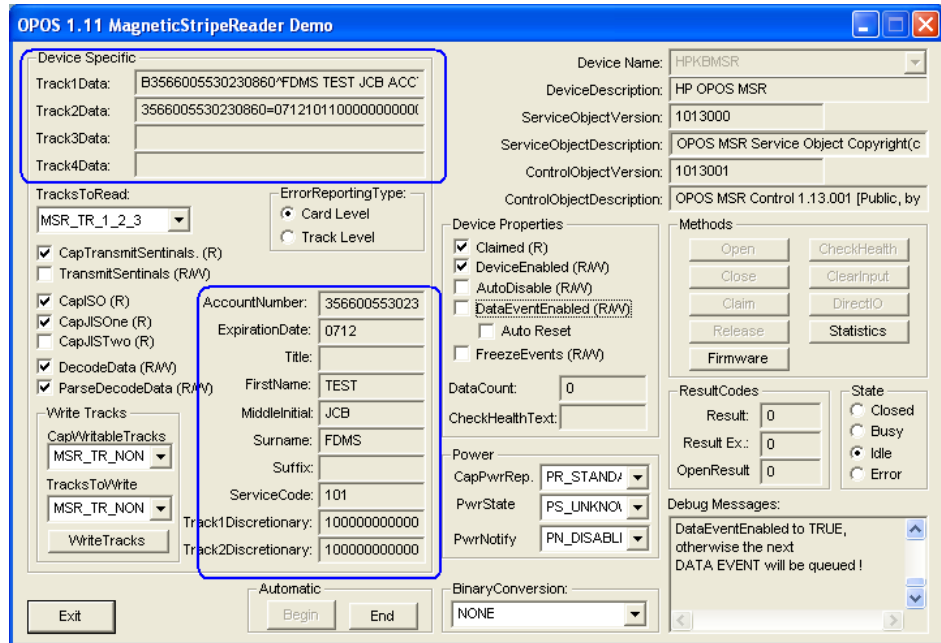 OPOS 1.11 MagneticStripeReader Demo
Device Specific
Track1Data: B3566005530230860^FDMS TEST JCB ACC
Track2Data: 3566005530230860=0712101100000000000
Track3Data:
Track4Data:
TracksToRead:
MSR_TR_1_2_3
ErrorReportingType:
Card Level
Track Level
CapTransmitSentinals. (R)
TransmitSentinals (R/W)
CapISO (R)
CapJISOne (R)
CapJISTwo (R)
DecodeData (R/W)
ParseDecodeData (R/W)
Write Tracks
CapWritableTracks
MSR_TR_NON
TracksToWrite
MSR_TR_NON
WriteTracks
AccountNumber: 356600553023
ExpirationDate: 0712
Title:
FirstName: TEST
MiddleInitial: JCB
Surname: FDMS
Suffix:
ServiceCode: 101
Track1Discretionary: 100000000000
Track2Discretionary: 100000000000
Automatic
Begin End
Exit
Device Name: HPKBMSR
DeviceDescription: HP OPOS MSR
ServiceObjectVersion: 1013000
ServiceObjectDescription: OPOS MSR Service Object Copyright(c
ControlObjectVersion: 1013001
ControlObjectDescription: OPOS MSR Control 1.13.001 [Public, by
Device Properties
Claimed (R)
DeviceEnabled (R/W)
AutoDisable (R/W)
DataEventEnabled (R/W)
Auto Reset
FreezeEvents (R/W)
DataCount: 0
CheckHealthText:
Power
CapPwrRep. PR_STAND
PwrState PS_UNKNO
PwrNotify PN_DISABLI
BinaryConversion:
NONE
Methods
Open CheckHealth
Close ClearInput
Claim DirectIO
Release Statistics
Firmware
ResultCodes
Result: 0
Result Ex.: 0
OpenResult 0
State
Closed
Busy
Idle
Error
Debug Messages:
DataEventEnabled to TRUE,
otherwise the next
DATA EVENT will be queued !